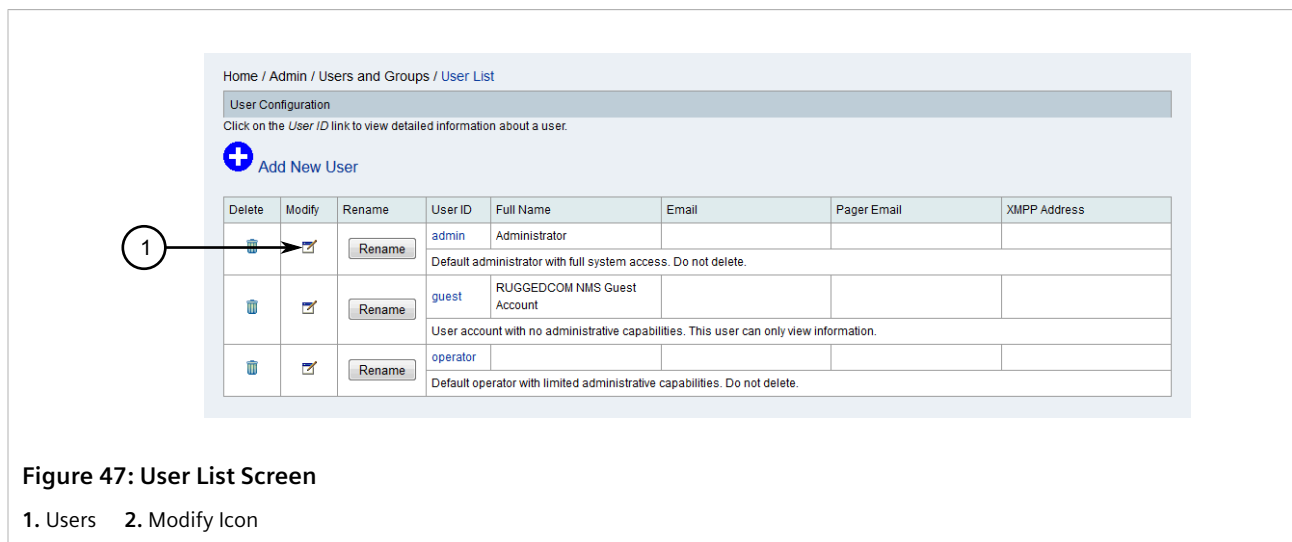 Home / Admin / Users and Groups / User List
User Configuration
Click on the User ID link to view detailed information about a user.
Add New User
Delete Modify Rename User ID Full Name Email Pager Email XMPP Address
1
Rename admin Administrator
Default administrator with full system access. Do not delete.
Rename guest RUGGEDCOM NMS Guest
Account
User account with no administrative capabilities. This user can only view information.
Rename operator
Default operator with limited administrative capabilities. Do not delete.
Figure 47: User List Screen
1. Users 2. Modify Icon